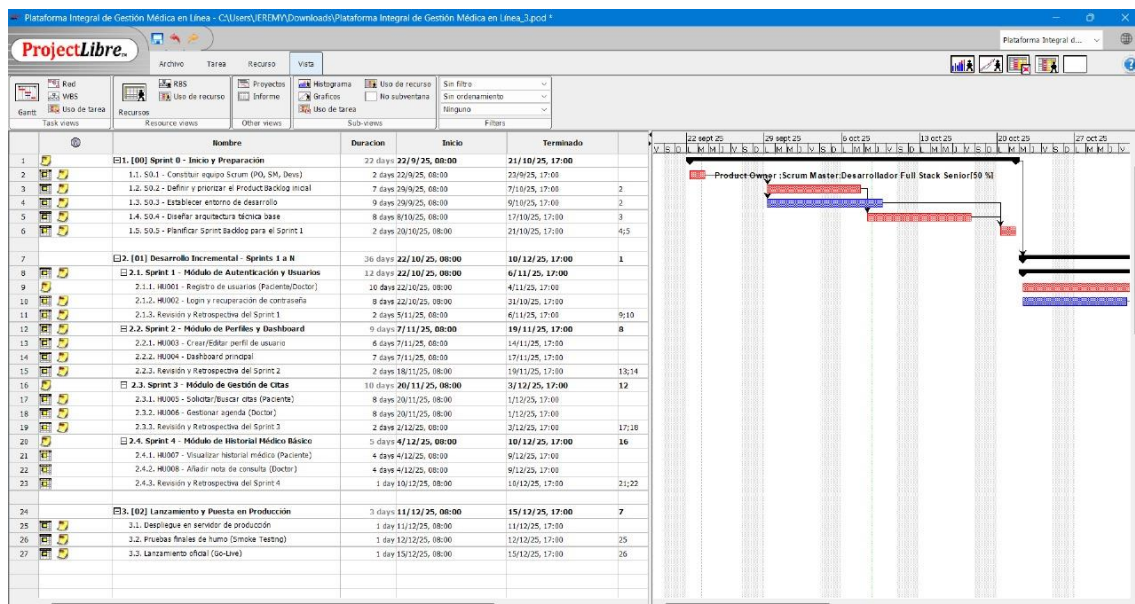 Plataforma Integral de Gestión Médica en Línea - C:\Users\JEREMY\Downloads\Plataforma Integral de Gestión Médica en Línea_3.pod *
ProjectLibre
Plataforma Integral d...
Archivo Tarea Recurso Vista
Red RBS Proyectos Histograma Uso de recurso Sin filtro
WBS Uso de recurso Informe Graficos No subventana Sin ordenamiento
Gantt Uso de tarea Recursos Uso de tarea Ninguno
Task views Resource views Other views Sub-views Filters
Nombre Duracion Inicio Terminado
22 sept 25 29 sept 25 6 oct 25 13 oct 25 20 oct 25 27 oct 25
V S D L M M J V S D L M M J V S D L M M J V S D L M M J V S D L M M J V S D L M M J
1 1. [00] Sprint 0 - Inicio y Preparación 22 days 22/9/25, 08:00 21/10/25, 17:00
2 1.1. S0.1 - Constituir equipo Scrum (PO, SM, Devs) 2 days 22/9/25, 08:00 23/9/25, 17:00
Product Owner ;Scrum Master;Desarrollador Full Stack Senior[50 %]
3 1.2. S0.2 - Definir y priorizar el Product Backlog inicial 7 days 29/9/25, 08:00 7/10/25, 17:00 2
4 1.3. S0.3 - Establecer entorno de desarrollo 9 days 29/9/25, 08:00 9/10/25, 17:00 2
5 1.4. S0.4 - Diseñar arquitectura técnica base 8 days 8/10/25, 08:00 17/10/25, 17:00 3
6 1.5. S0.5 - Planificar Sprint Backlog para el Sprint 1 2 days 20/10/25, 08:00 21/10/25, 17:00 4;5
7 2. [01] Desarrollo Incremental - Sprints 1 a N 36 days 22/10/25, 08:00 10/12/25, 17:00 1
8 2.1. Sprint 1 - Módulo de Autenticación y Usuarios 12 days 22/10/25, 08:00 6/11/25, 17:00
9 2.1.1. HU001 - Registro de usuarios (Paciente/Doctor) 10 days 22/10/25, 08:00 4/11/25, 17:00
10 2.1.2. HU002 - Login y recuperación de contraseña 8 days 22/10/25, 08:00 31/10/25, 17:00
11 2.1.3. Revisión y Retrospectiva del Sprint 1 2 days 5/11/25, 08:00 6/11/25, 17:00 9;10
12 2.2. Sprint 2 - Módulo de Perfiles y Dashboard 9 days 7/11/25, 08:00 19/11/25, 17:00 8
13 2.2.1. HU003 - Crear/Editar perfil de usuario 6 days 7/11/25, 08:00 14/11/25, 17:00
14 2.2.2. HU004 - Dashboard principal 7 days 7/11/25, 08:00 17/11/25, 17:00
15 2.2.3. Revisión y Retrospectiva del Sprint 2 2 days 18/11/25, 08:00 19/11/25, 17:00 13;14
16 2.3. Sprint 3 - Módulo de Gestión de Citas 10 days 20/11/25, 08:00 3/12/25, 17:00 12
17 2.3.1. HU005 - Solicitar/Buscar citas (Paciente) 8 days 20/11/25, 08:00 1/12/25, 17:00
18 2.3.2. HU006 - Gestionar agenda (Doctor) 8 days 20/11/25, 08:00 1/12/25, 17:00
19 2.3.3. Revisión y Retrospectiva del Sprint 3 2 days 2/12/25, 08:00 3/12/25, 17:00 17;18
20 2.4. Sprint 4 - Módulo de Historial Médico Básico 5 days 4/12/25, 08:00 10/12/25, 17:00 16
21 2.4.1. HU007 - Visualizar historial médico (Paciente) 4 days 4/12/25, 08:00 9/12/25, 17:00
22 2.4.2. HU008 - Añadir nota de consulta (Doctor) 4 days 4/12/25, 08:00 9/12/25, 17:00
23 2.4.3. Revisión y Retrospectiva del Sprint 4 1 day 10/12/25, 08:00 10/12/25, 17:00 21;22
24 3. [02] Lanzamiento y Puesta en Producción 3 days 11/12/25, 08:00 15/12/25, 17:00 7
25 3.1. Despliegue en servidor de producción 1 day 11/12/25, 08:00 11/12/25, 17:00
26 3.2. Pruebas finales de humo (Smoke Testing) 1 day 12/12/25, 08:00 12/12/25, 17:00 25
27 3.3. Lanzamiento oficial (Go-Live) 1 day 15/12/25, 08:00 15/12/25, 17:00 26